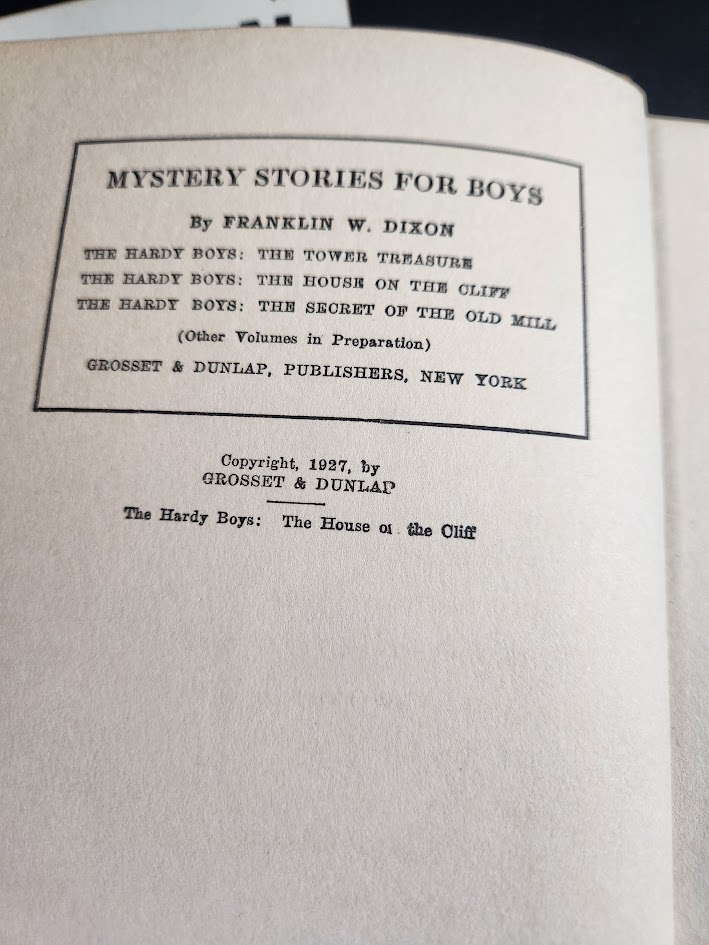 MYSTERY STORIES FOR BOYS
By FRANKLIN W. DIXON
THE HARDY BOYS: THE TOWER TREASURE
THE HARDY BOYS: THE HOUSE ON THE CLIFF
THE HARDY BOYS: THE SECRET OF THE OLD MILL
(Other Volumes in Preparation)
GROSSET & DUNLAP, PUBLISHERS, NEW YORK
Copyright, 1927, by
GROSSET & DUNLAP
The Hardy Boys: The House on the Cliff